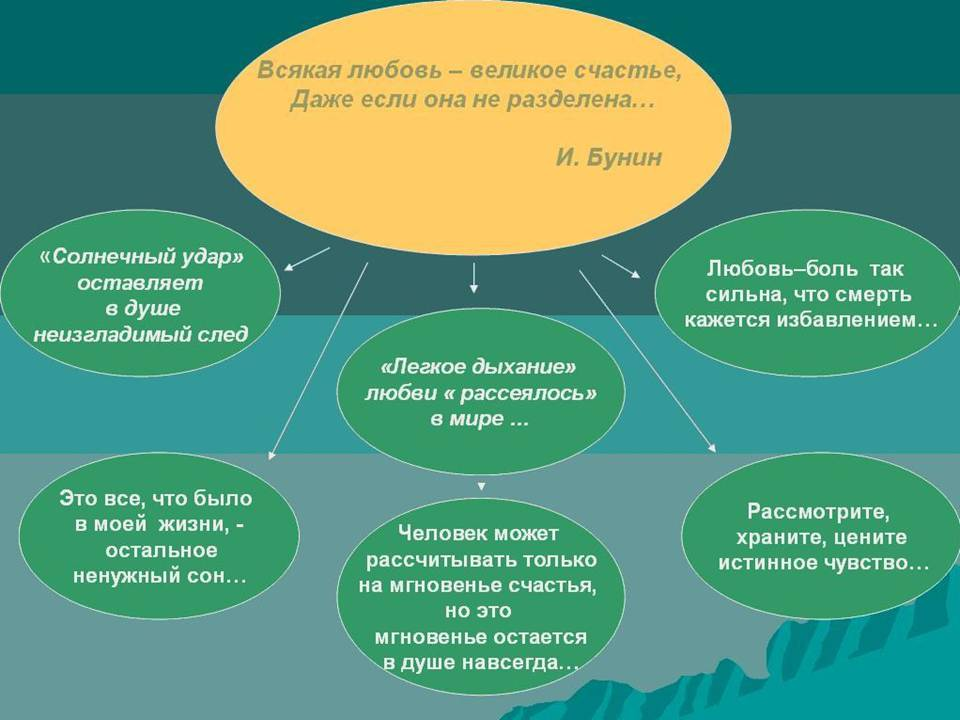 Всякая любовь – великое счастье,
Даже если она не разделена…
И. Бунин
«Солнечный удар»
оставляет
в душе
неизгладимый след
Любовь–боль так
сильна, что смерть
кажется избавлением…
«Легкое дыхание»
любви « рассеялось»
в мире …
Это все, что было
в моей жизни, -
остальное
ненужный сон…
Человек может
рассчитывать только
на мгновенье счастья,
но это
мгновенье остается
в душе навсегда…
Рассмотрите,
храните, цените
истинное чувство…